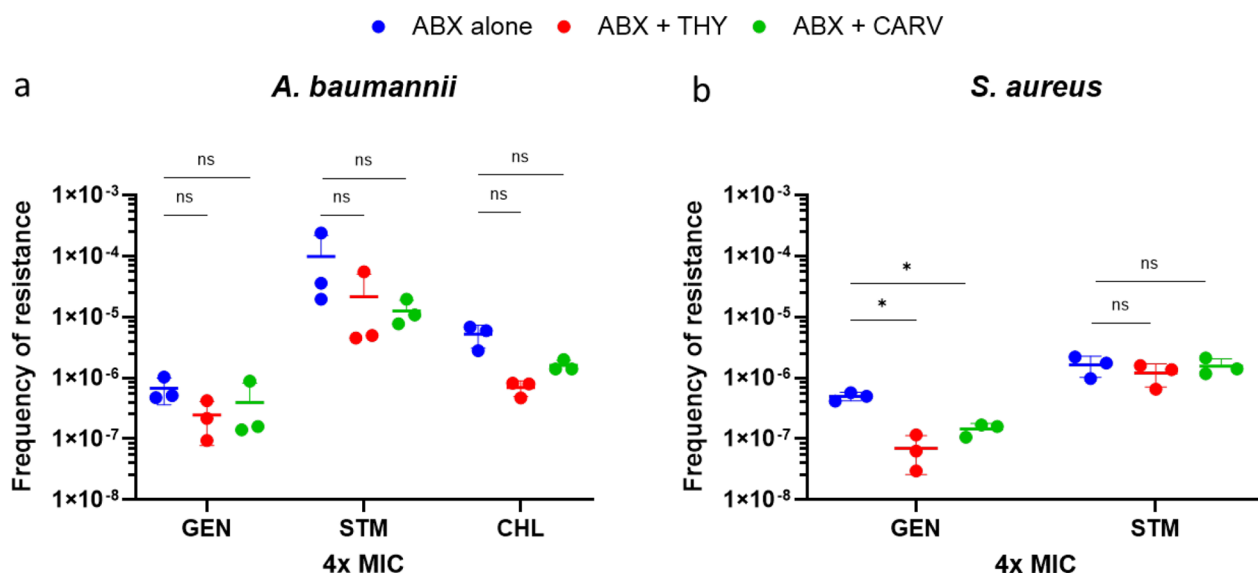 ABX alone ABX + THY ABX + CARV
a A. baumannii
ns
ns
ns
ns
ns
ns
Frequency of resistance
1×10-3
1×10-4
1×10-5
1×10-6
1×10-7
1×10-8
GEN STM CHL
4x MIC
b S. aureus
*
*
ns
ns
Frequency of resistance
1×10-3
1×10-4
1×10-5
1×10-6
1×10-7
1×10-8
GEN STM
4x MIC